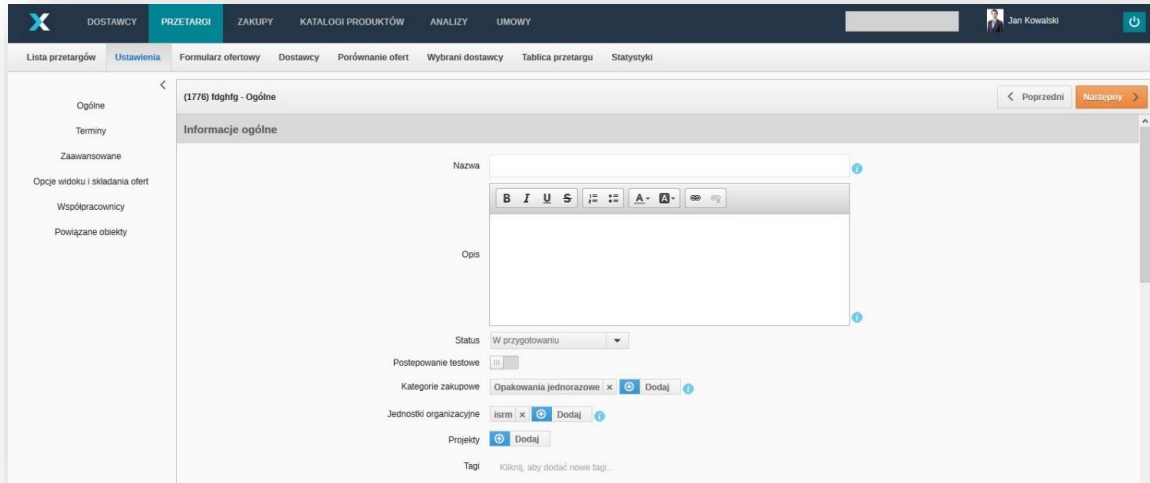 DOSTAWCY PRZETARGI ZAKUPY KATALOGI PRODUKTÓW ANALIZY UMOWY Jan Kowalski
Lista przetargów Ustawienia Formularz ofertowy Dostawcy Porównanie ofert Wybrani dostawcy Tablica przetargu Statystyki
Ogólne
Terminy
Zaawansowane
Opcje widoku i składania ofert
Współpracownicy
Powiązane obiekty
(1776) fdghfg - Ogólne Poprzedni Następny
Informacje ogólne
Nazwa
B I U S A A
Opis
Status W przygotowaniu
Postepowanie testowe
Kategorie zakupowe Opakowania jednorazowe x Dodaj
Jednostki organizacyjne isrm x Dodaj
Projekty Dodaj
Tagi Kliknij, aby dodać nowe tagi...